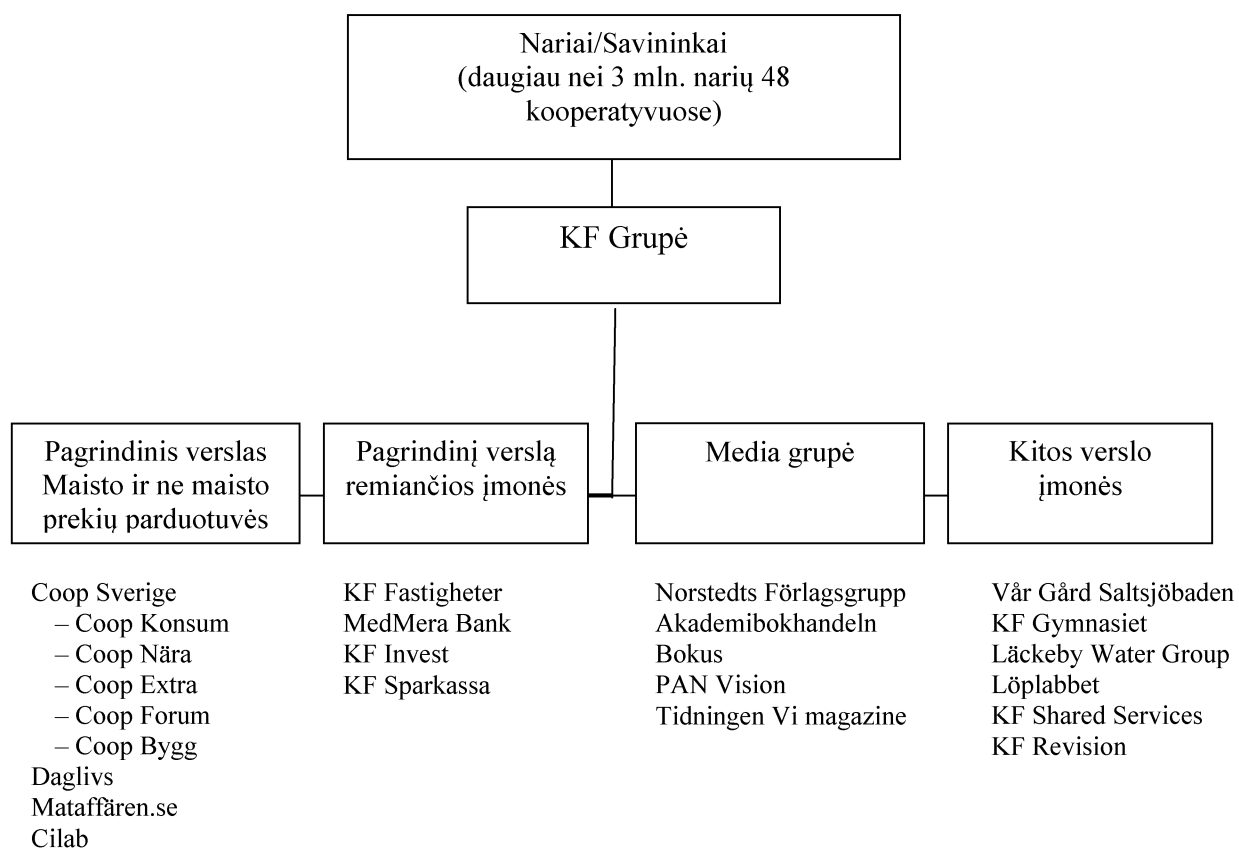 Nariai/Savininkai
(daugiau nei 3 mln. narių 48
kooperatyvuose)
KF Grupė
Pagrindinis verslas
Maisto ir ne maisto
prekių parduotuvės
Pagrindinį verslą
remiančios įmonės
Media grupė
Kitos verslo
įmonės
Coop Sverige
– Coop Konsum
– Coop Nära
– Coop Extra
– Coop Forum
– Coop Bygg
Daglivs
Mataffären.se
Cilab
KF Fastigheter
MedMera Bank
KF Invest
KF Sparkassa
Norstedts Förlagsgrupp
Akademibokhandeln
Bokus
PAN Vision
Tidningen Vi magazine
Vår Gård Saltsjöbaden
KF Gymnasiet
Läckeby Water Group
Löplabbet
KF Shared Services
KF Revision